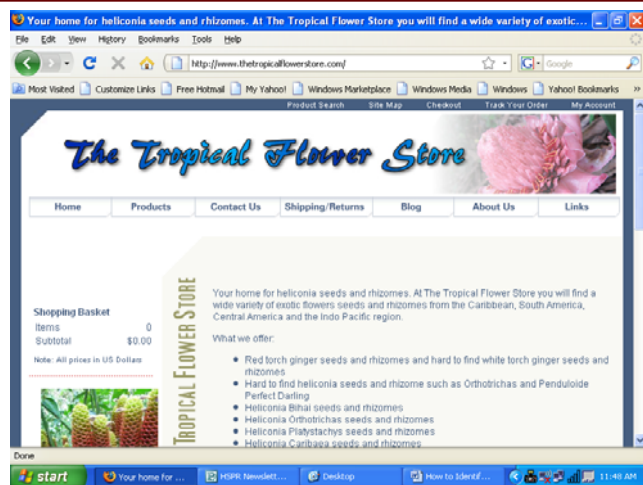 Your home for heliconia seeds and rhizomes. At The Tropical Flower Store you will find a wide variety of exotic...
File Edit View History Bookmarks Tools Help
http://www.thetropicalflowerstore.com/
Google
Most Visited Customize Links Free Hotmail My Yahoo! Windows Marketplace Windows Media Windows Yahoo! Bookmarks
Product Search Site Map Checkout Track Your Order My Account
The Tropical Flower Store
Home Products Contact Us Shipping/Returns Blog About Us Links
Shopping Basket
Items 0
Subtotal $0.00
Note: All prices in US Dollars
TROPICAL FLOWER STORE
Your home for heliconia seeds and rhizomes. At The Tropical Flower Store you will find a
wide variety of exotic flowers seeds and rhizomes from the Caribbean, South America,
Central America and the Indo Pacific region.
What we offer:
Red torch ginger seeds and rhizomes and hard to find white torch ginger seeds and
rhizomes
Hard to find heliconia seeds and rhizome such as Orthotrichas and Penduloide
Perfect Darling
Heliconia Bihai seeds and rhizomes
Heliconia Orthotrichas seeds and rhizomes
Heliconia Platystachys seeds and rhizomes
Heliconia Caribaea seeds and rhizomes
Done
start Your home for ... HSPR Newslett... Desktop How to Identif... 11:48 AM